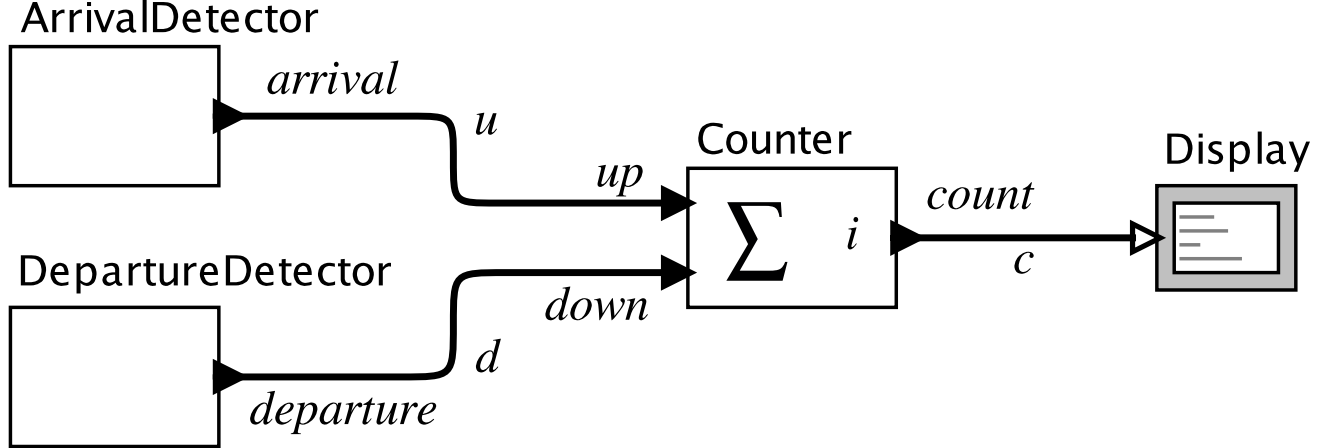 ArrivalDetector
arrival
u
up
DepartureDetector
departure
d
down
Counter
Σ i
count
c
Display